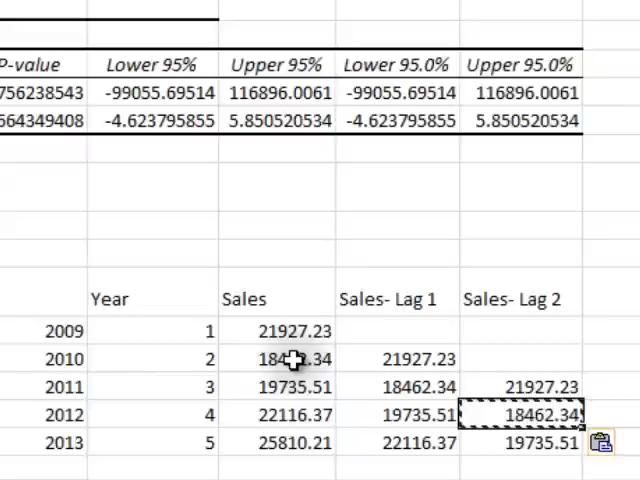 P-value Lower 95% Upper 95% Lower 95.0% Upper 95.0%
756238543 -99055.69514 116896.0061 -99055.69514 116896.0061
564349408 -4.623795855 5.850520534 -4.623795855 5.850520534
Year Sales Sales- Lag 1 Sales- Lag 2
2009 1 21927.23
2010 2 18462.34 21927.23
2011 3 19735.51 18462.34 21927.23
2012 4 22116.37 19735.51 18462.34
2013 5 25810.21 22116.37 19735.51